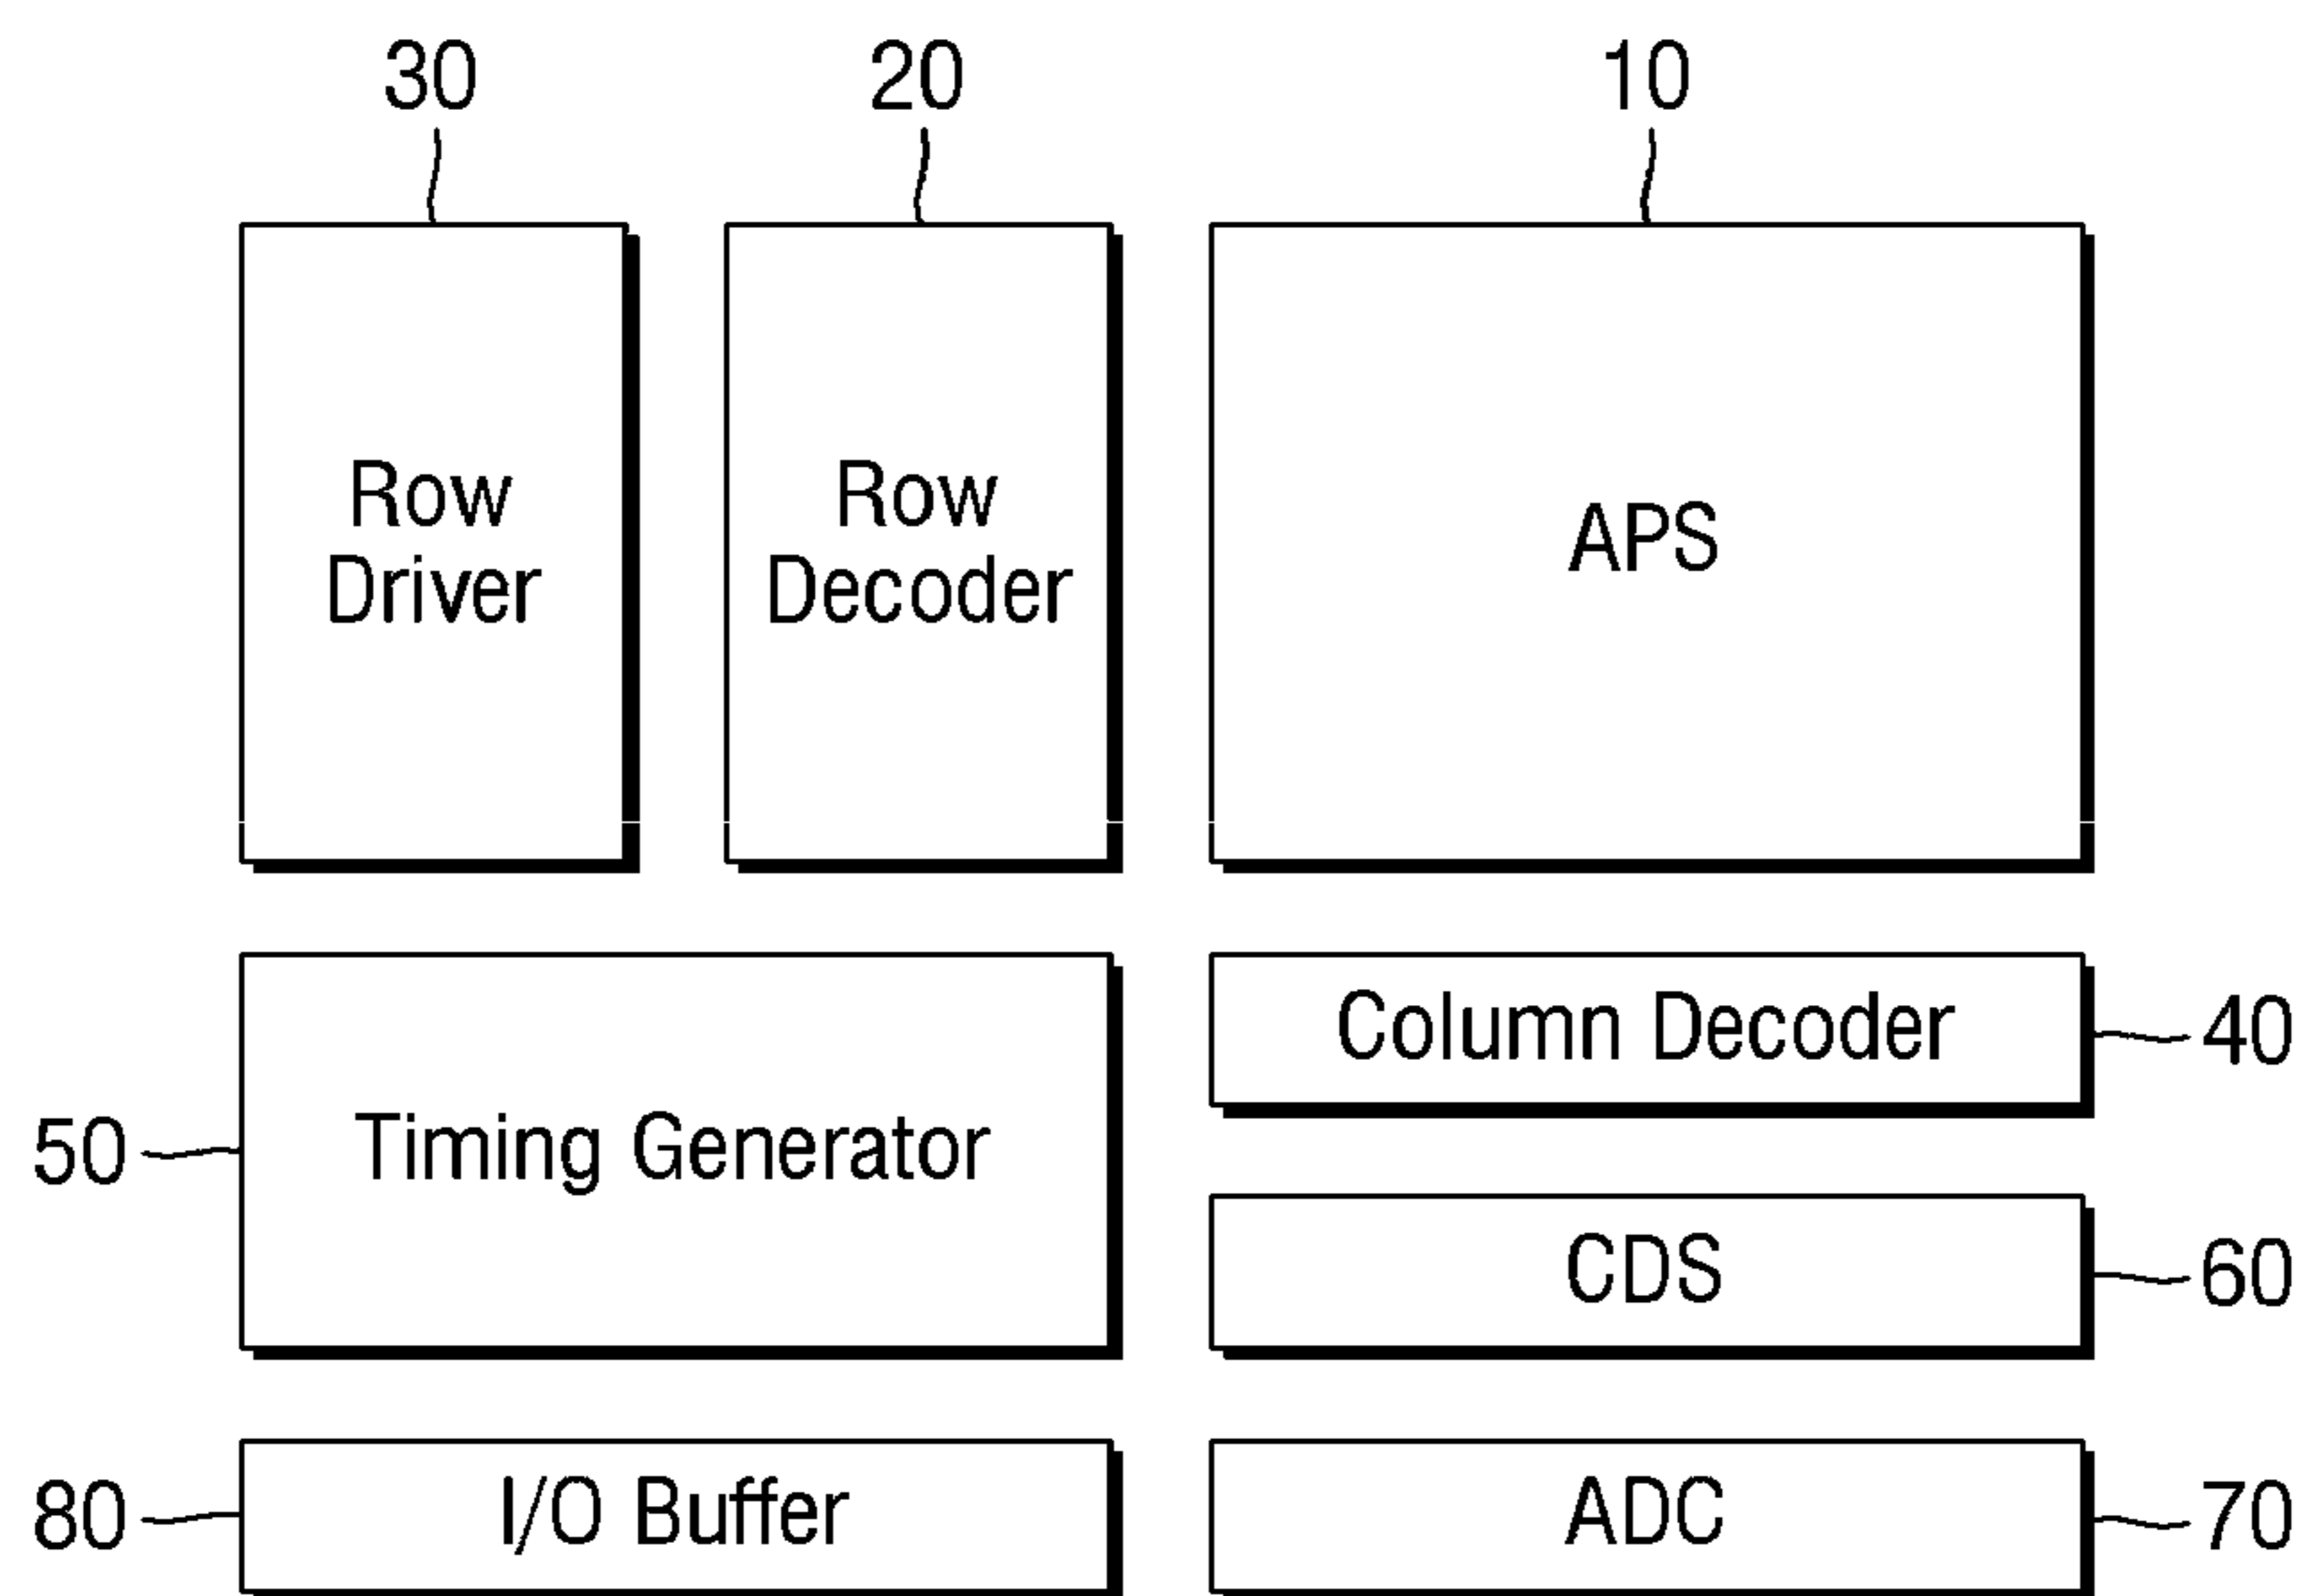 30
20
10
Row
Driver
Row
Decoder
APS
Column Decoder
40
50
Timing Generator
CDS
60
80
I/O Buffer
ADC
70